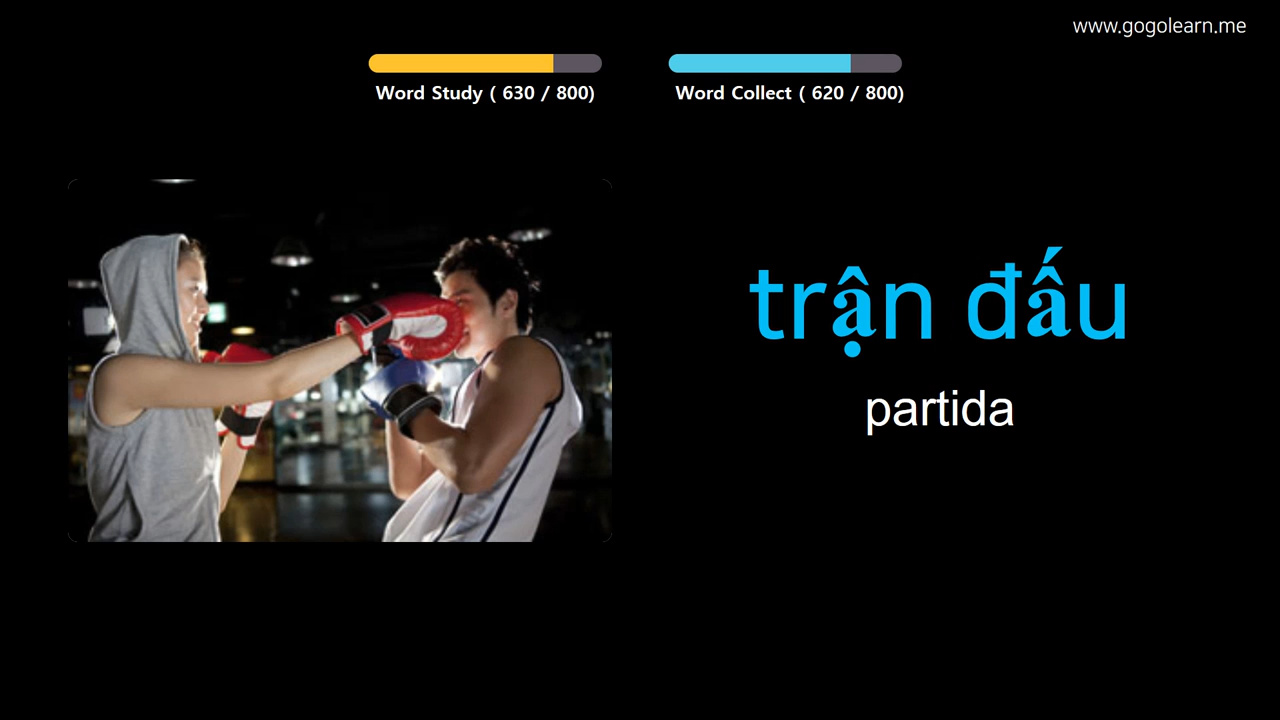 www.gogolearn.me
Word Study ( 630 / 800)
Word Collect ( 620 / 800)
trận đấu
partida